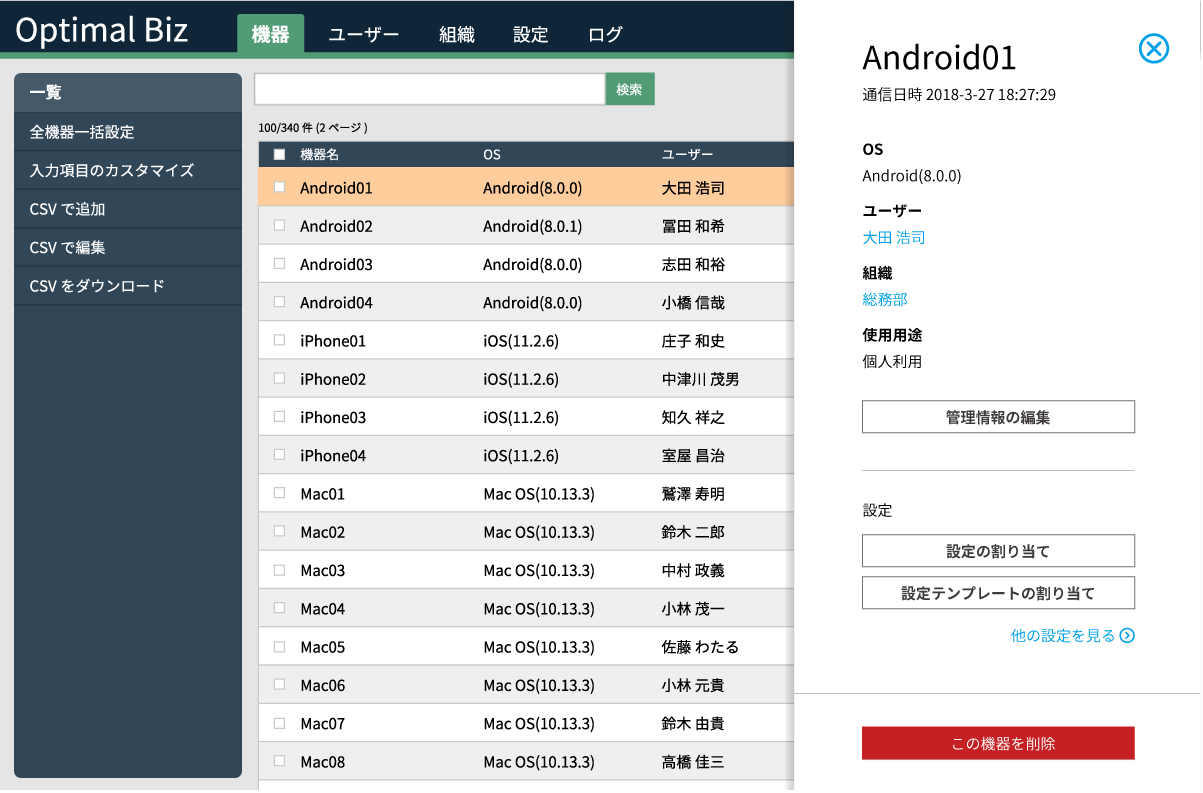 Optimal Biz
機器 ユーザー 組織 設定 ログ
一覧
全機器一括設定
入力項目のカスタマイズ
CSV で追加
CSV で編集
CSV をダウンロード
検索
100/340 件 (2 ページ )
機器名 OS ユーザー
Android01 Android(8.0.0) 大田 浩司
Android02 Android(8.0.1) 冨田 和希
Android03 Android(8.0.0) 志田 和裕
Android04 Android(8.0.0) 小橋 信哉
iPhone01 iOS(11.2.6) 庄子 和史
iPhone02 iOS(11.2.6) 中津川 茂男
iPhone03 iOS(11.2.6) 知久 祥之
iPhone04 iOS(11.2.6) 室屋 昌治
Mac01 Mac OS(10.13.3) 鷲澤 寿明
Mac02 Mac OS(10.13.3) 鈴木 二郎
Mac03 Mac OS(10.13.3) 中村 政義
Mac04 Mac OS(10.13.3) 小林 茂一
Mac05 Mac OS(10.13.3) 佐藤 わたる
Mac06 Mac OS(10.13.3) 小林 元貴
Mac07 Mac OS(10.13.3) 鈴木 由貴
Mac08 Mac OS(10.13.3) 高橋 佳三
Android01
通信日時 2018-3-27 18:27:29
OS
Android(8.0.0)
ユーザー
大田 浩司
組織
総務部
使用用途
個人利用
管理情報の編集
設定
設定の割り当て
設定テンプレートの割り当て
他の設定を見る
この機器を削除